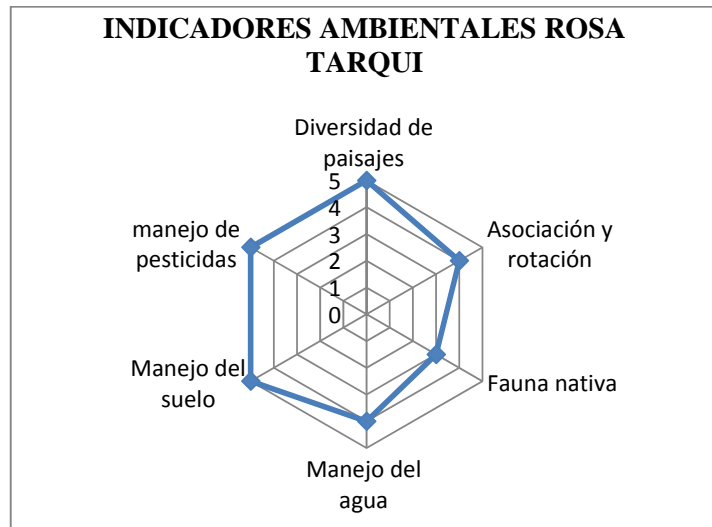 INDICADORES AMBIENTALES ROSA
TARQUI
Diversidad de
paisajes
5
4
3
2
1
0
Asociación y
rotación
Fauna nativa
Manejo del
agua
Manejo del
suelo
manejo de
pesticidas